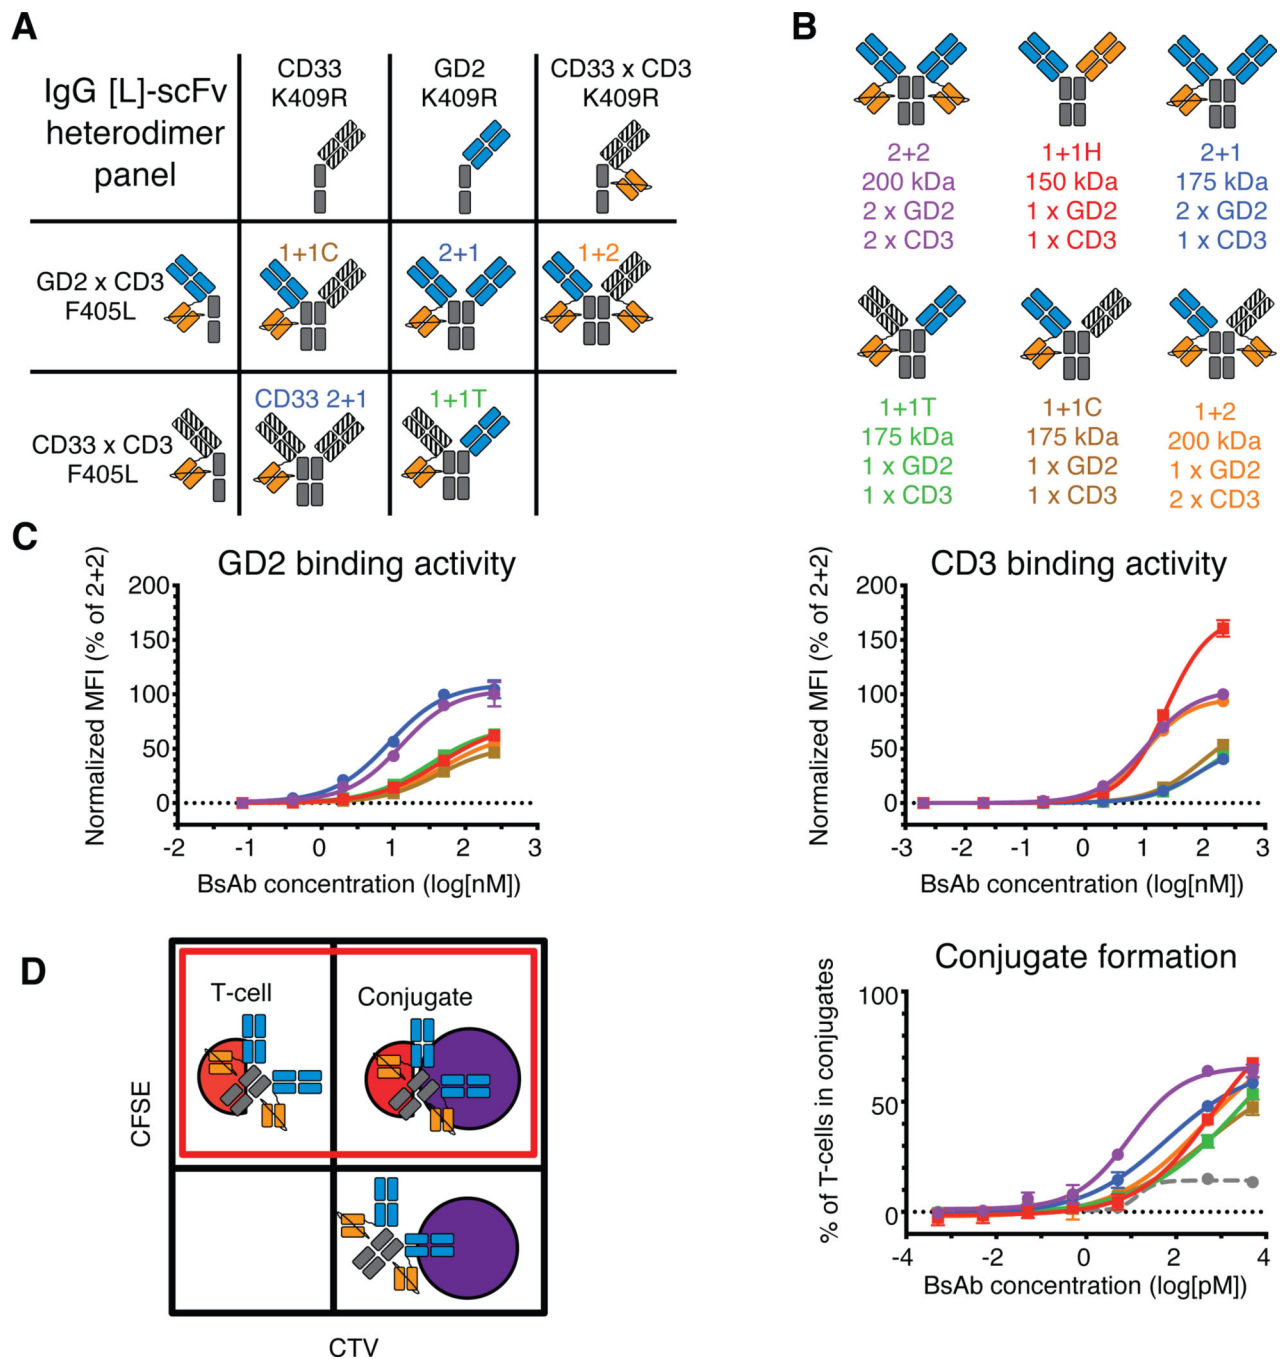 A
IgG [L]-scFv
heterodimer
panel
CD33
K409R
GD2
K409R
CD33 x CD3
K409R
GD2 x CD3
F405L
1+1C
2+1
1+2
CD33 x CD3
F405L
CD33 2+1
1+1T
B
2+2
200 kDa
2 x GD2
2 x CD3
1+1H
150 kDa
1 x GD2
1 x CD3
2+1
175 kDa
2 x GD2
1 x CD3
1+1T
175 kDa
1 x GD2
1 x CD3
1+1C
175 kDa
1 x GD2
1 x CD3
1+2
200 kDa
1 x GD2
2 x CD3
C
GD2 binding activity
Normalized MFI (% of 2+2)
200
150
100
50
0
-2 -1 0 1 2 3
BsAb concentration (log[nM])
CD3 binding activity
Normalized MFI (% of 2+2)
200
150
100
50
0
-3 -2 -1 0 1 2 3
BsAb concentration (log[nM])
D
T-cell
Conjugate
CFSE
CTV
Conjugate formation
% of T-cells in conjugates
100
50
0
-4 -2 0 2 4
BsAb concentration (log[pM])